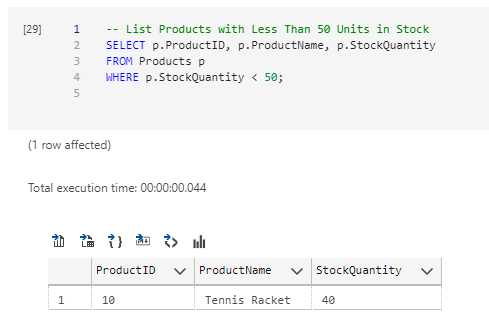 [29] 1 -- List Products with Less Than 50 Units in Stock
2 SELECT p.ProductID, p.ProductName, p.StockQuantity
3 FROM Products p
4 WHERE p.StockQuantity < 50;
5
(1 row affected)
Total execution time: 00:00:00.044
ProductID ProductName StockQuantity
1 10 Tennis Racket 40